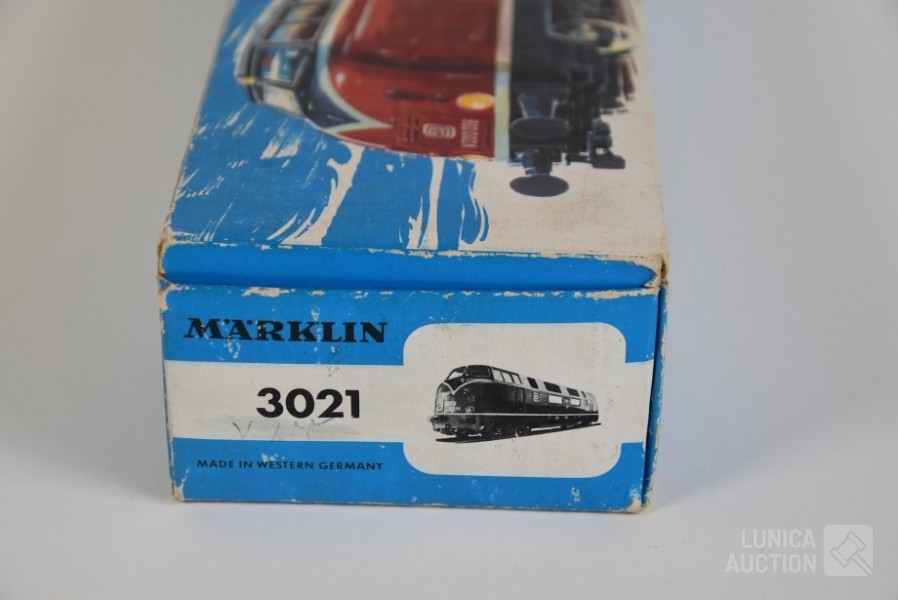 MÄRKLIN
3021
MADE IN WESTERN GERMANY
LUNICA
AUCTION